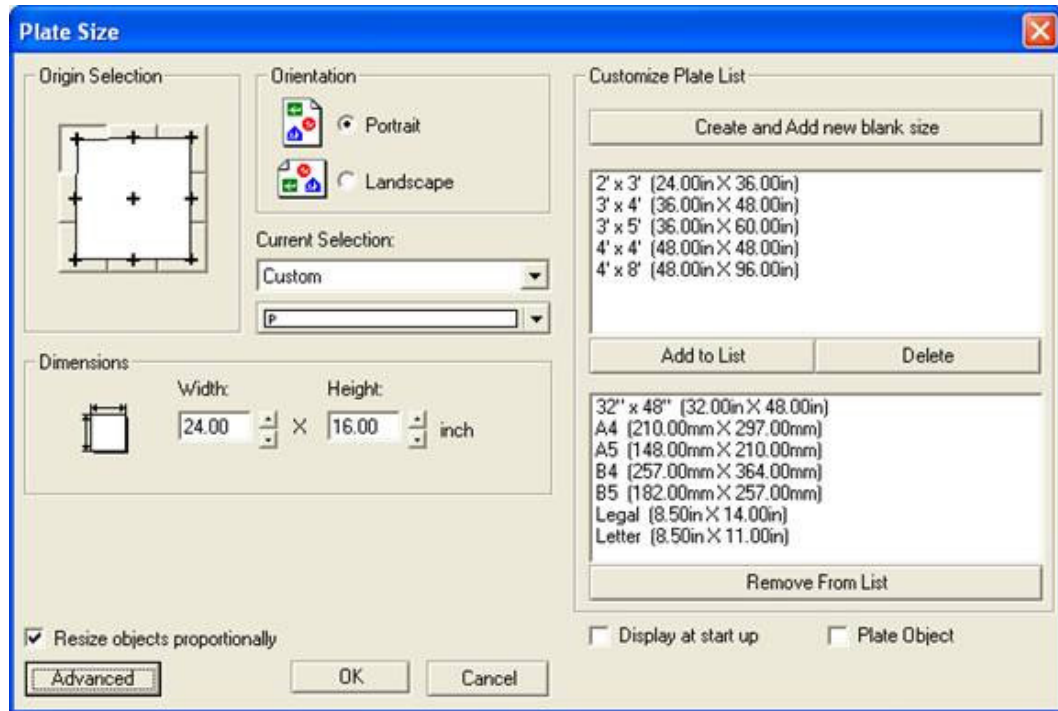 Plate Size
Origin Selection
Orientation
Portrait
Landscape
Current Selection:
Custom
P
Dimensions
Width:
Height:
24.00 X 16.00 inch
Customize Plate List
Create and Add new blank size
2' x 3' (24.00in X 36.00in)
3' x 4' (36.00in X 48.00in)
3' x 5' (36.00in X 60.00in)
4' x 4' (48.00in X 48.00in)
4' x 8' (48.00in X 96.00in)
Add to List
Delete
32" x 48" (32.00in X 48.00in)
A4 (210.00mm X 297.00mm)
A5 (148.00mm X 210.00mm)
B4 (257.00mm X 364.00mm)
B5 (182.00mm X 257.00mm)
Legal (8.50in X 14.00in)
Letter (8.50in X 11.00in)
Remove From List
Resize objects proportionally
Display at start up
Plate Object
Advanced
OK
Cancel